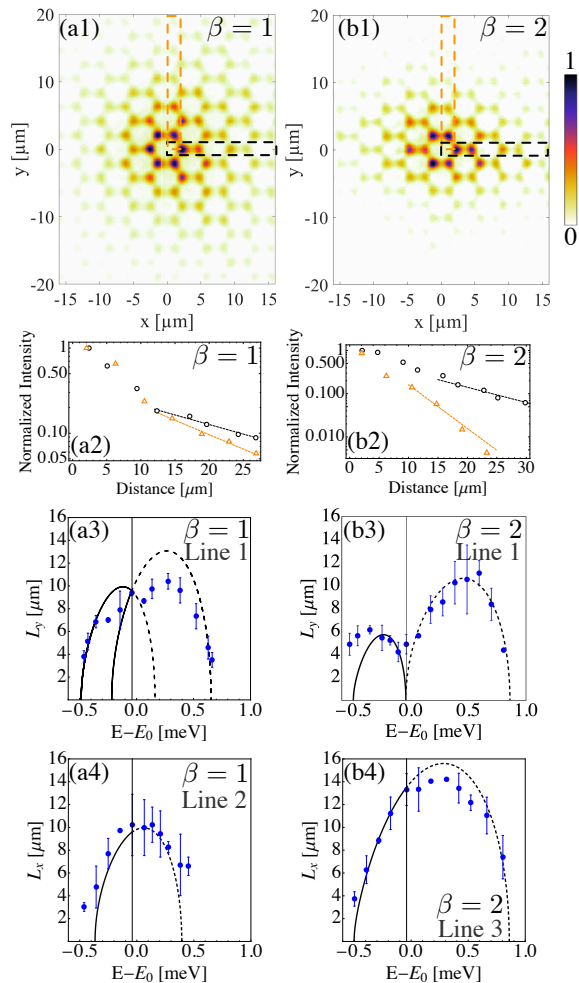 (a1) β = 1
(b1) β = 2
20
10
0
-10
-20
y [µm]
-15 -10 -5 0 5 10 15
x [µm]
20
10
0
-10
-20
y [µm]
-15 -10 -5 0 5 10 15
x [µm]
1
0
(a2) β = 1
Normalized Intensity
1
0.50
0.10
0.05
0 5 10 15 20 25
Distance [µm]
(b2) β = 2
Normalized Intensity
1
0.500
0.100
0.010
0 5 10 15 20 25 30
Distance [µm]
(a3) β = 1
Line 1
L_y [µm]
16
14
12
10
8
6
4
2
−0.5 0.0 0.5 1.0
E−E_0 [meV]
(b3) β = 2
Line 1
L_y [µm]
16
14
12
10
8
6
4
2
−0.5 0.0 0.5 1.0
E−E_0 [meV]
(a4) β = 1
Line 2
L_x [µm]
16
14
12
10
8
6
4
2
−0.5 0.0 0.5 1.0
E−E_0 [meV]
(b4)
β = 2
Line 3
L_x [µm]
16
14
12
10
8
6
4
2
−0.5 0.0 0.5 1.0
E−E_0 [meV]